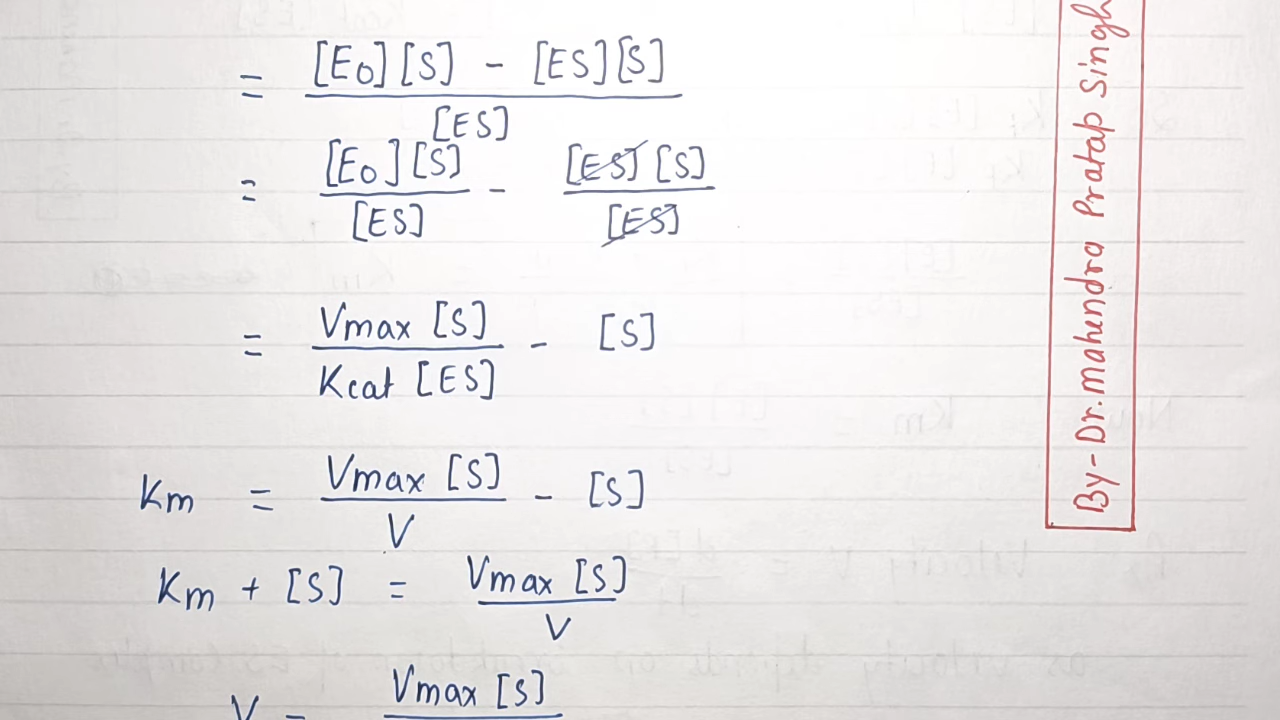 = [E0][S] - [ES][S]
[ES]
= [E0][S] - [ES][S]
[ES] [ES]
= Vmax [S] - [S]
Kcat [ES]
Km = Vmax [S] - [S]
V
Km + [S] = Vmax [S]
V
V = Vmax [S]
By- Dr. Mahendra Pratap Singh